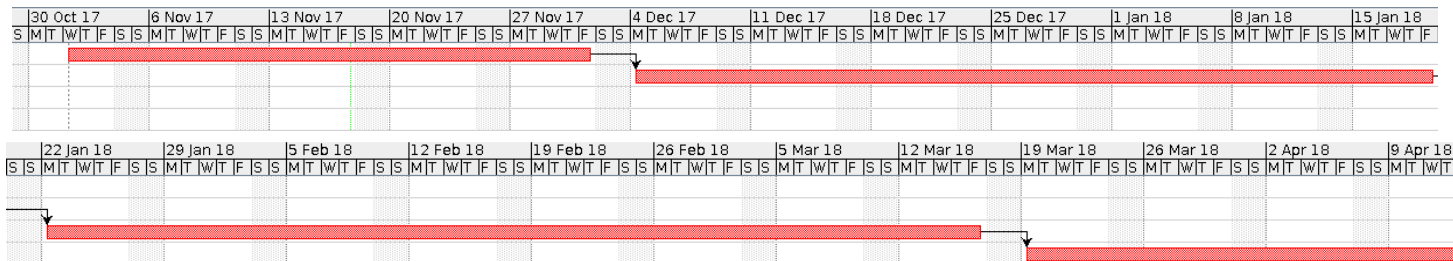 30 Oct 17 6 Nov 17 13 Nov 17 20 Nov 17 27 Nov 17 4 Dec 17 11 Dec 17 18 Dec 17 25 Dec 17 1 Jan 18 8 Jan 18 15 Jan 18
S M T W T F S S M T W T F S S M T W T F S S M T W T F S S M T W T F S S M T W T F S S M T W T F S S M T W T F S S M T W T F S S M T W T F S S M T W T F S S M T W T F
22 Jan 18 29 Jan 18 5 Feb 18 12 Feb 18 19 Feb 18 26 Feb 18 5 Mar 18 12 Mar 18 19 Mar 18 26 Mar 18 2 Apr 18 9 Apr 18
S S M T W T F S S M T W T F S S M T W T F S S M T W T F S S M T W T F S S M T W T F S S M T W T F S S M T W T F S S M T W T F S S M T W T F S S M T W T F S S M T W T